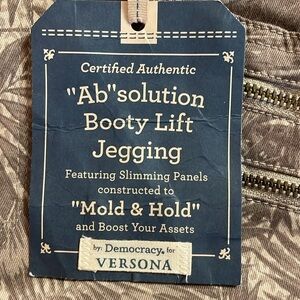 Certified Authentic
"Ab"solution
Booty Lift
Jegging
Featuring Slimming Panels
constructed to
"Mold & Hold"
and Boost Your Assets
by: Democracy. for
VERSONA